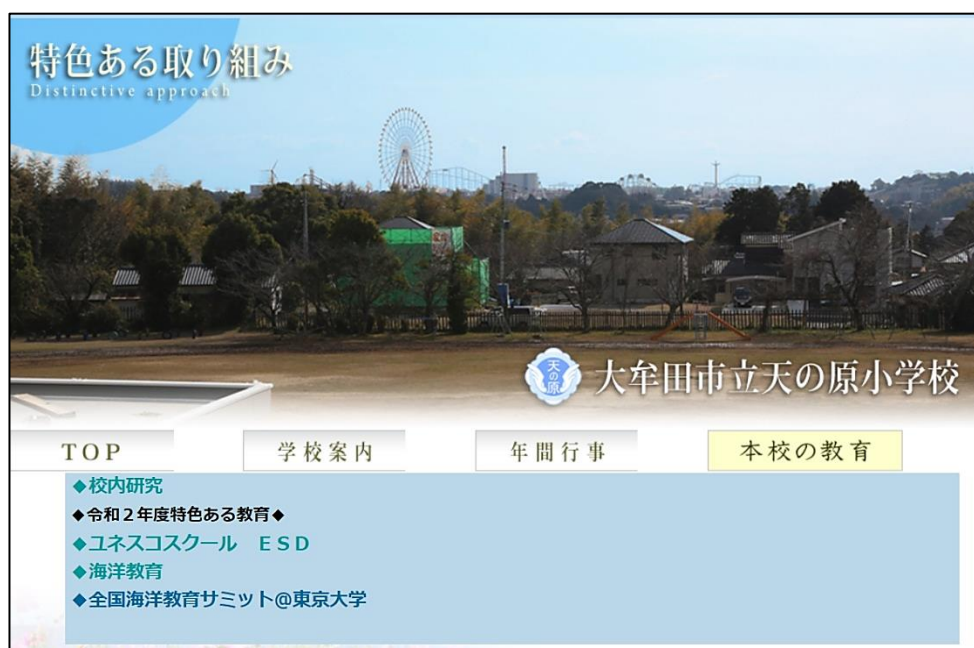 特色ある取り組み
Distinctive approach
天の原
大牟田市立天の原小学校
TOP
学校案内
年間行事
本校の教育
◆校内研究
◆令和２年度特色ある教育◆
◆ユネスコスクール　ＥＳＤ
◆海洋教育
◆全国海洋教育サミット@東京大学